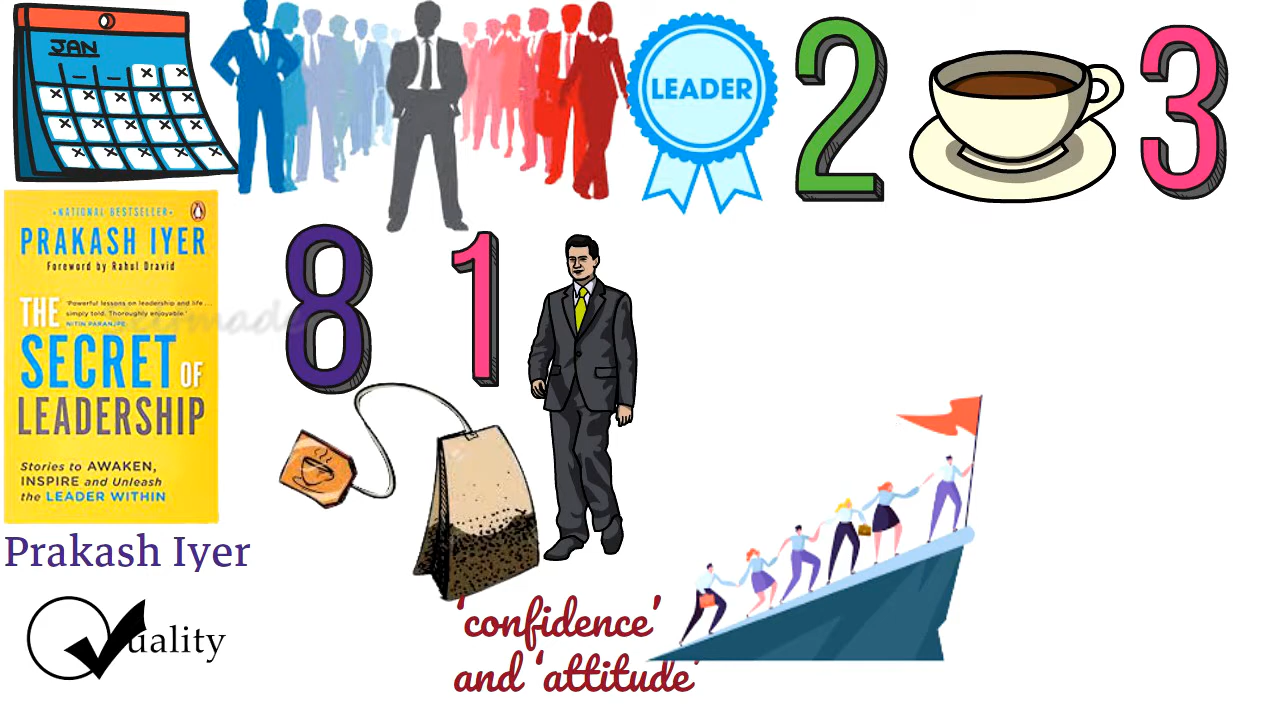 JAN
LEADER
2
3
NATIONAL BESTSELLER
PRAKASH IYER
Foreword by Rahul Dravid
THE
'Powerful lessons on leadership and life...
simply told. Thoroughly enjoyable.'
NITIN PARANJPE
SECRET OF
LEADERSHIP
Stories to AWAKEN,
INSPIRE and Unleash
the LEADER WITHIN
8 1
Prakash Iyer
Quality
'confidence'
and 'attitude'